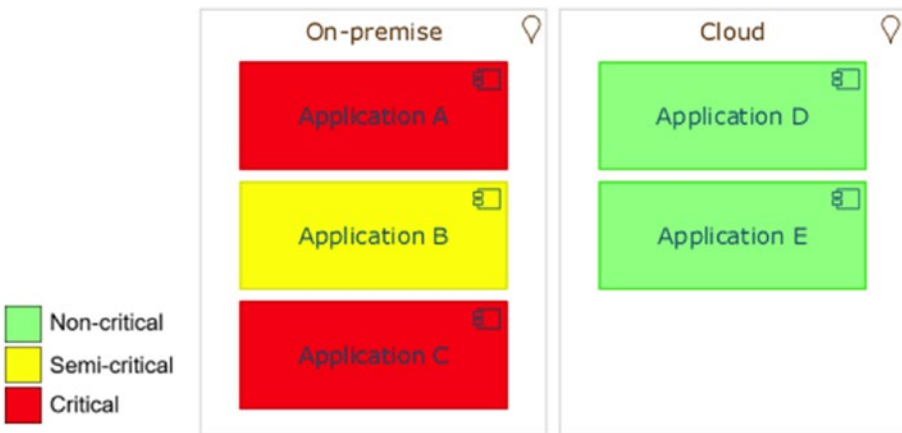 On-premise
Cloud
Application A
Application D
Application B
Application E
Application C
Non-critical
Semi-critical
Critical